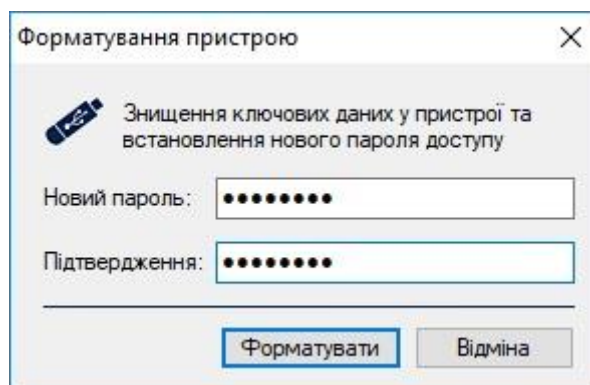 Форматування пристрою
Знищення ключових даних у пристрої та
встановлення нового пароля доступу
Новий пароль: ●●●●●●●●
Підтвердження: ●●●●●●●●
Форматувати Відміна